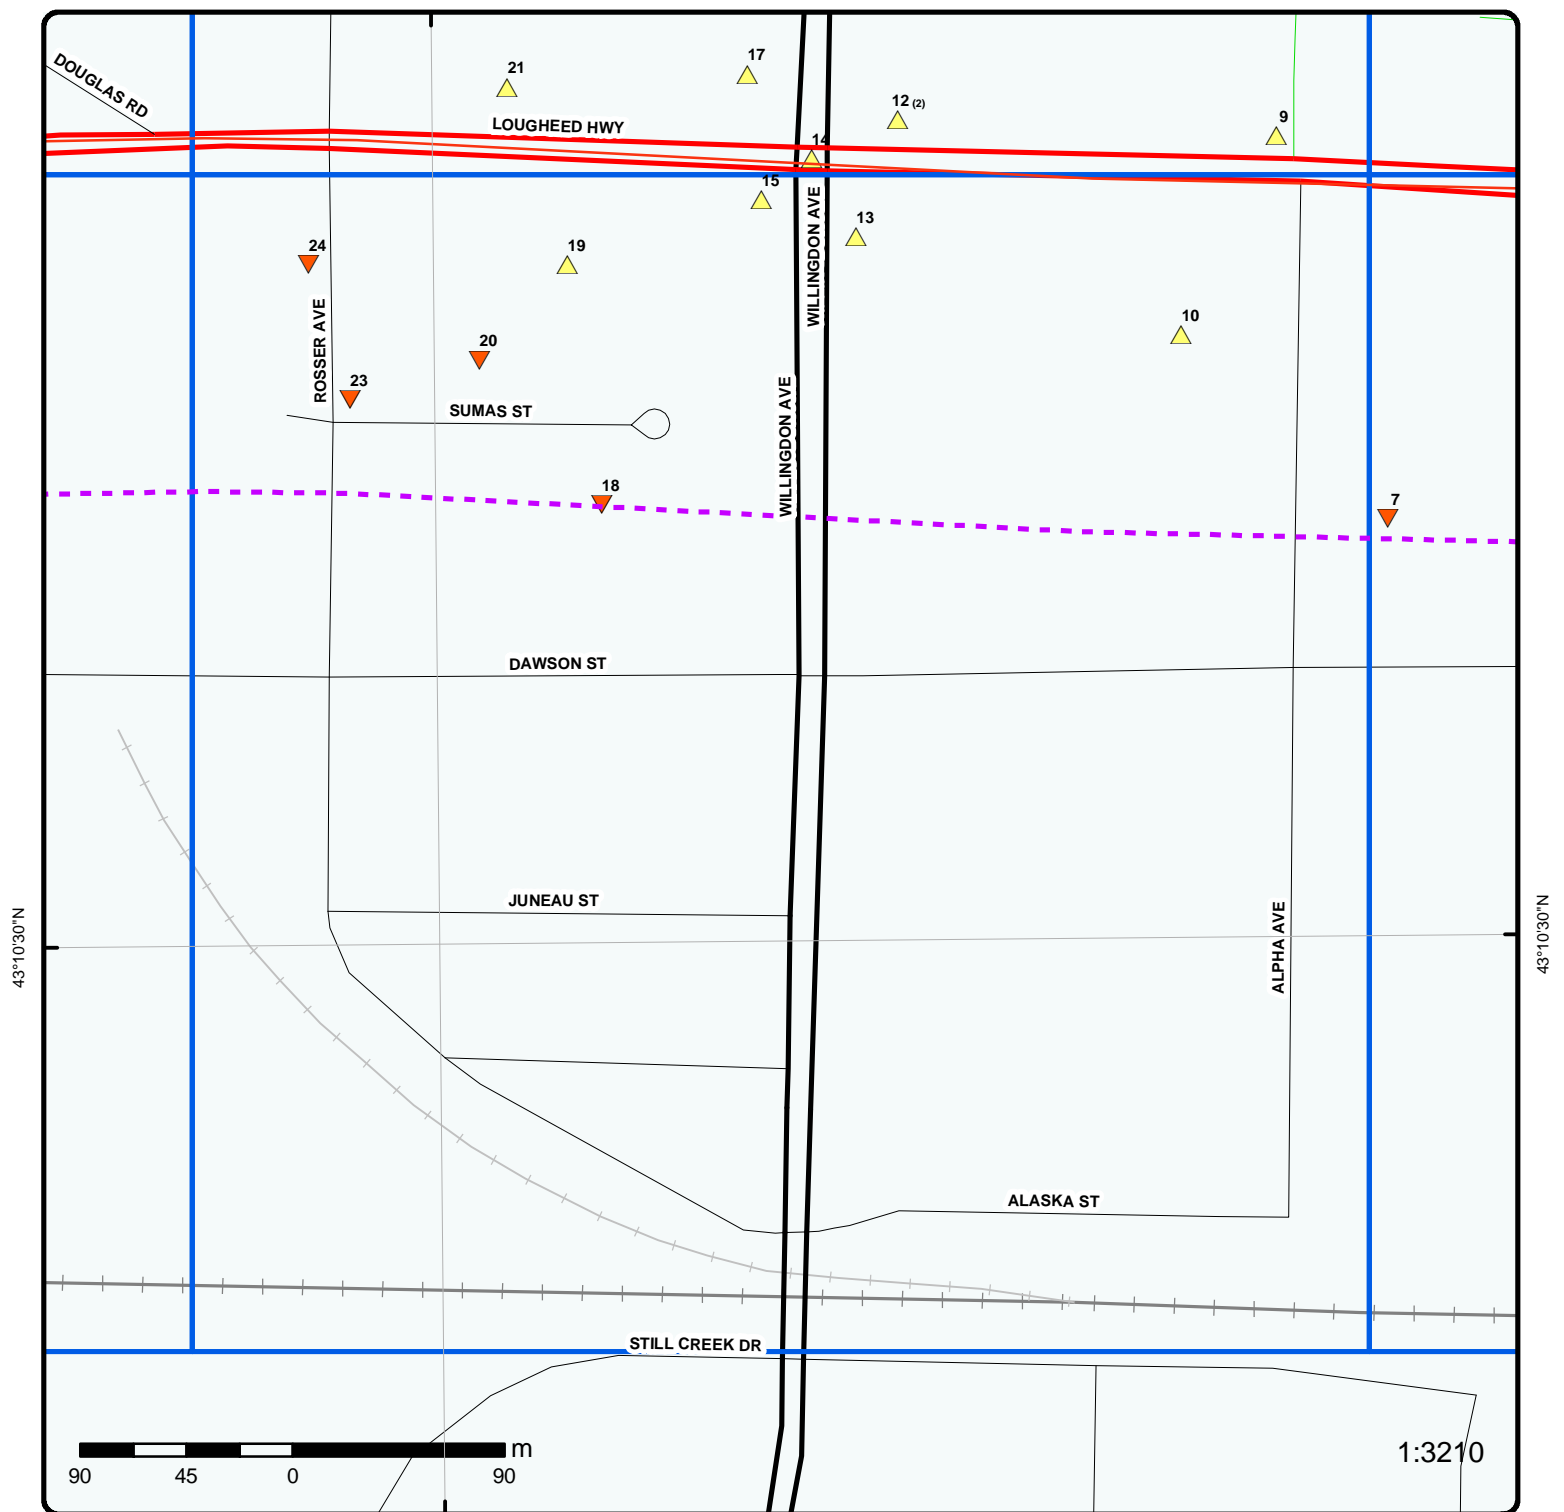 DOUGLAS RD
21
17
12 (2)
9
LOUGHEED HWY
14
15
WILLINGDON AVE
13
24
19
ROSSER AVE
10
20
23
SUMAS ST
WILLINGDON AVE
18
7
DAWSON ST
JUNEAU ST
ALPHA AVE
43°10'30"N
43°10'30"N
ALASKA ST
STILL CREEK DR
m
90 45 0 90
1:3210